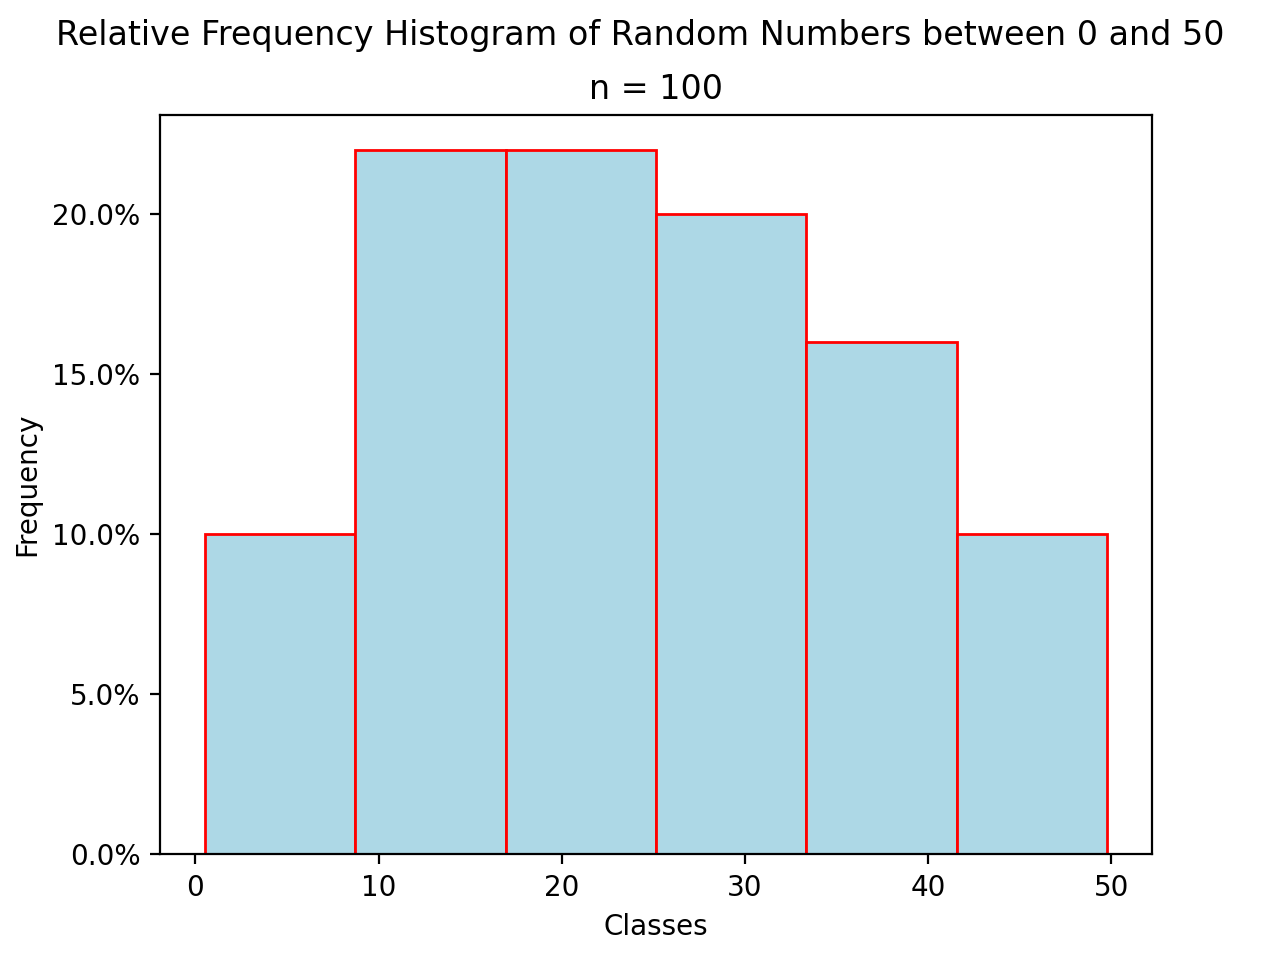 Relative Frequency Histogram of Random Numbers between 0 and 50
n = 100
20.0%
15.0%
10.0%
5.0%
0.0%
Frequency
0 10 20 30 40 50
Classes